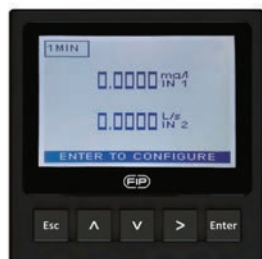 1MIN
0.0000 mg/l
IN 1
0.0000 L/s
IN 2
ENTER TO CONFIGURE
FIP
Esc ∧ ∨ > Enter